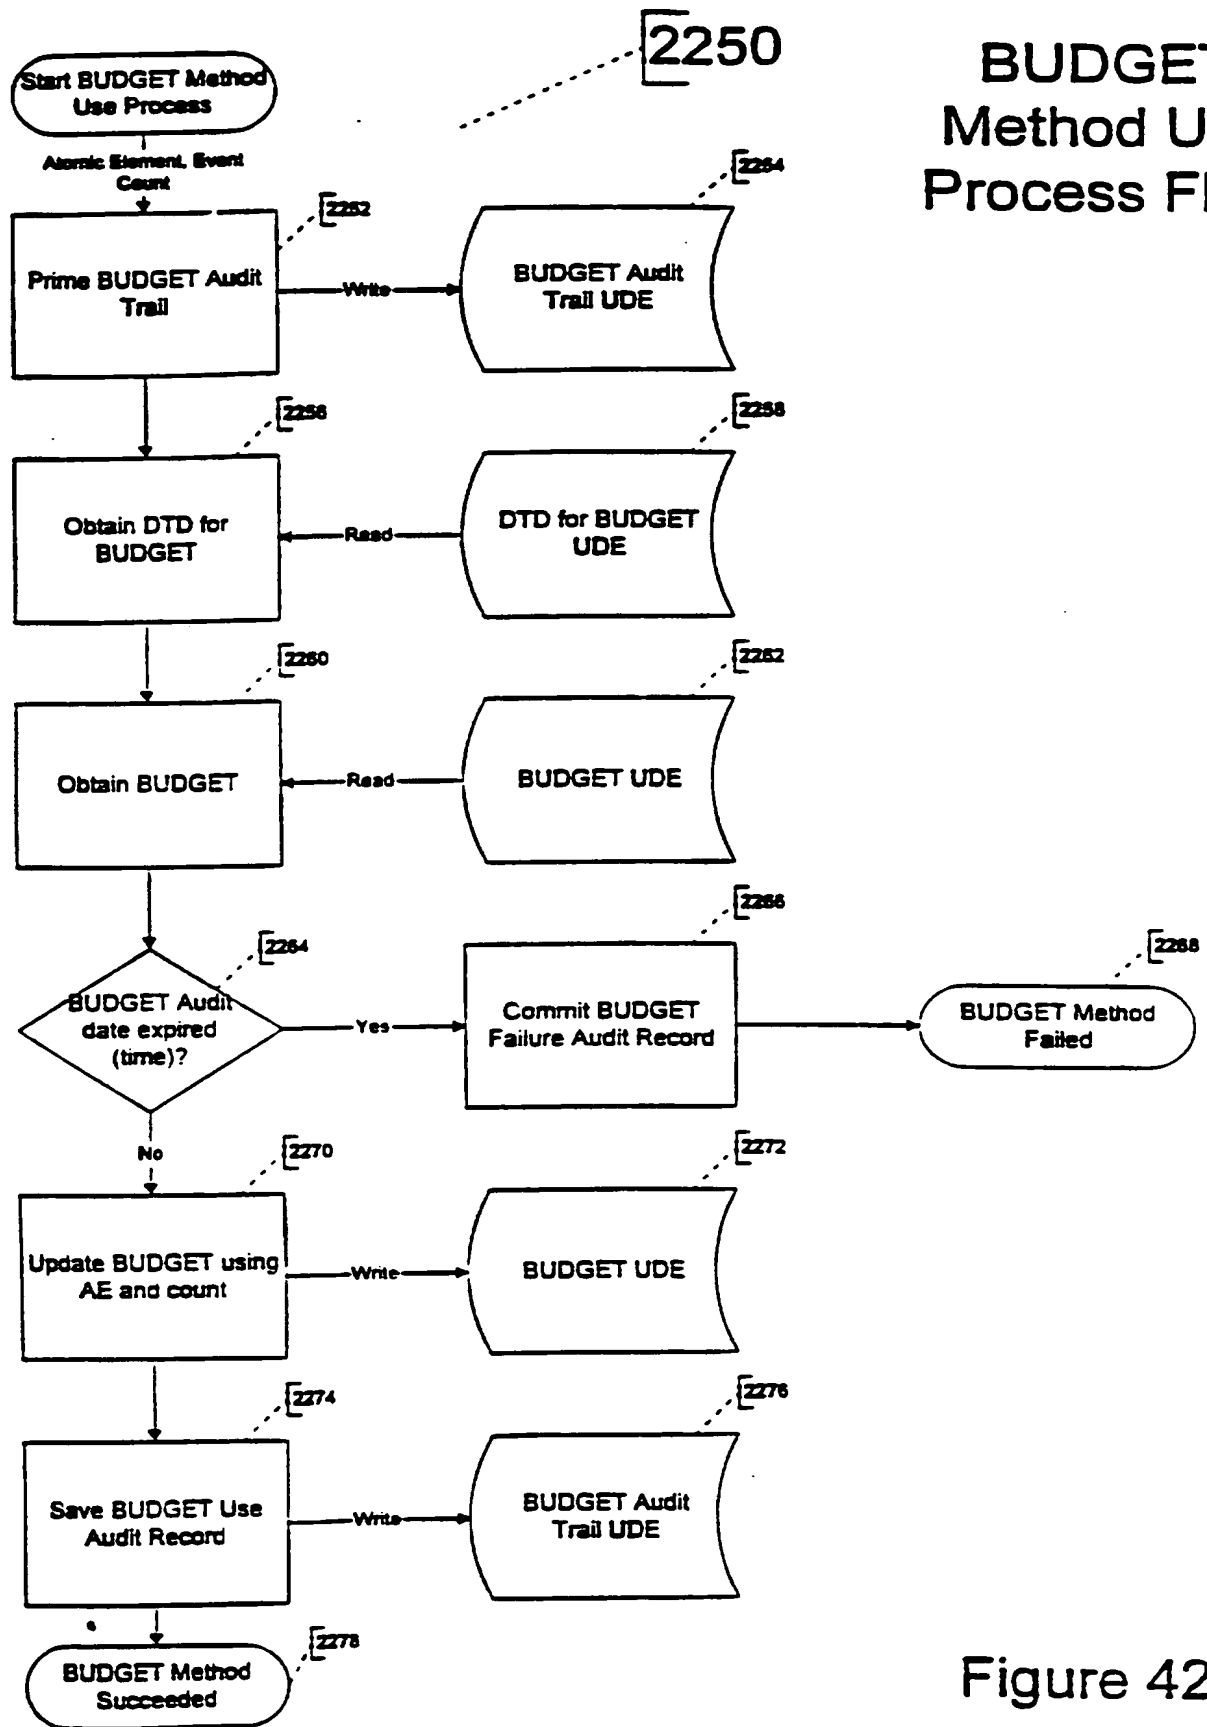 2250
BUDGET
Method U
Process Fl
Start BUDGET Method
Use Process
Atomic Element, Event
Count
2252
Prime BUDGET Audit
Trail
Write
2254
BUDGET Audit
Trail UDE
2256
Obtain DTD for
BUDGET
Read
2258
DTD for BUDGET
UDE
2260
Obtain BUDGET
Read
2262
BUDGET UDE
2264
BUDGET Audit
date expired
(time)?
Yes
2266
Commit BUDGET
Failure Audit Record
2268
BUDGET Method
Failed
No
2270
Update BUDGET using
AE and count
Write
2272
BUDGET UDE
2274
Save BUDGET Use
Audit Record
Write
2276
BUDGET Audit
Trail UDE
2278
BUDGET Method
Succeeded
Figure 42